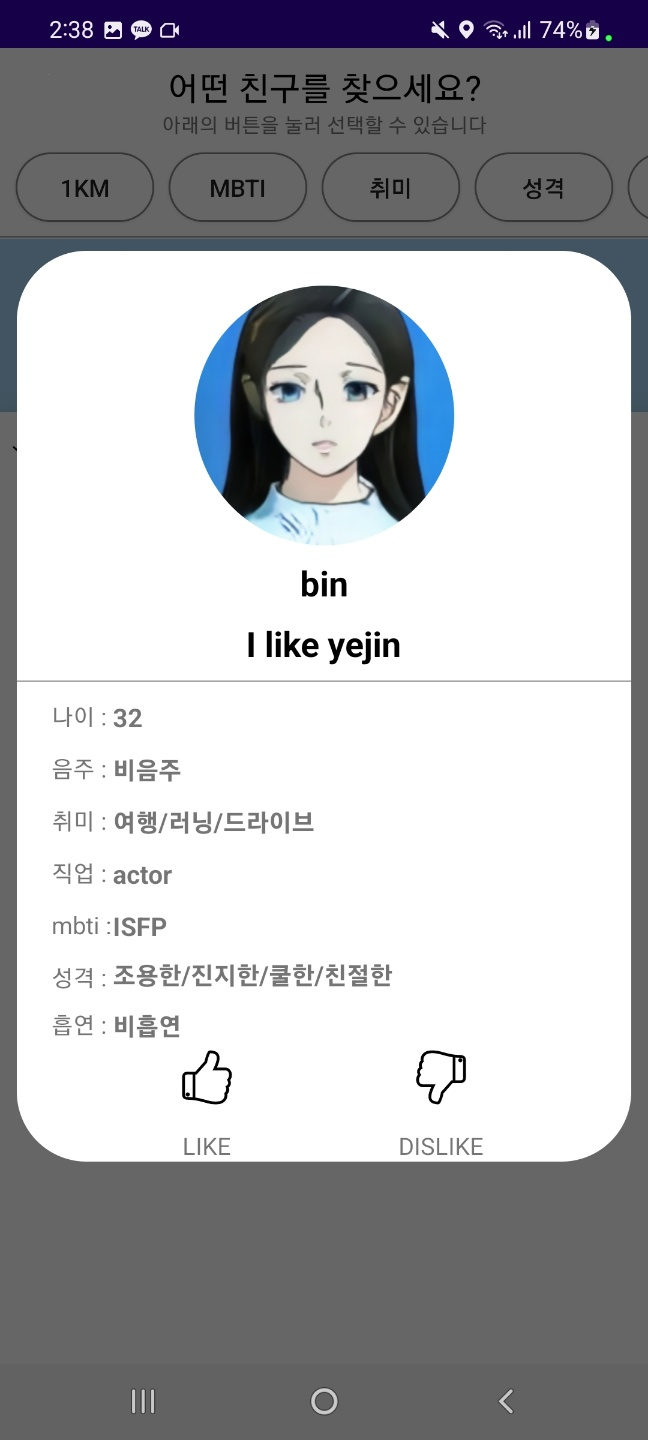 2:38
TALK
74%
어떤 친구를 찾으세요?
아래의 버튼을 눌러 선택할 수 있습니다
1KM
MBTI
취미
성격
bin
I like yejin
나이 : 32
음주 : 비음주
취미 : 여행/러닝/드라이브
직업 : actor
mbti :ISFP
성격 : 조용한/진지한/쿨한/친절한
흡연 : 비흡연
LIKE
DISLIKE